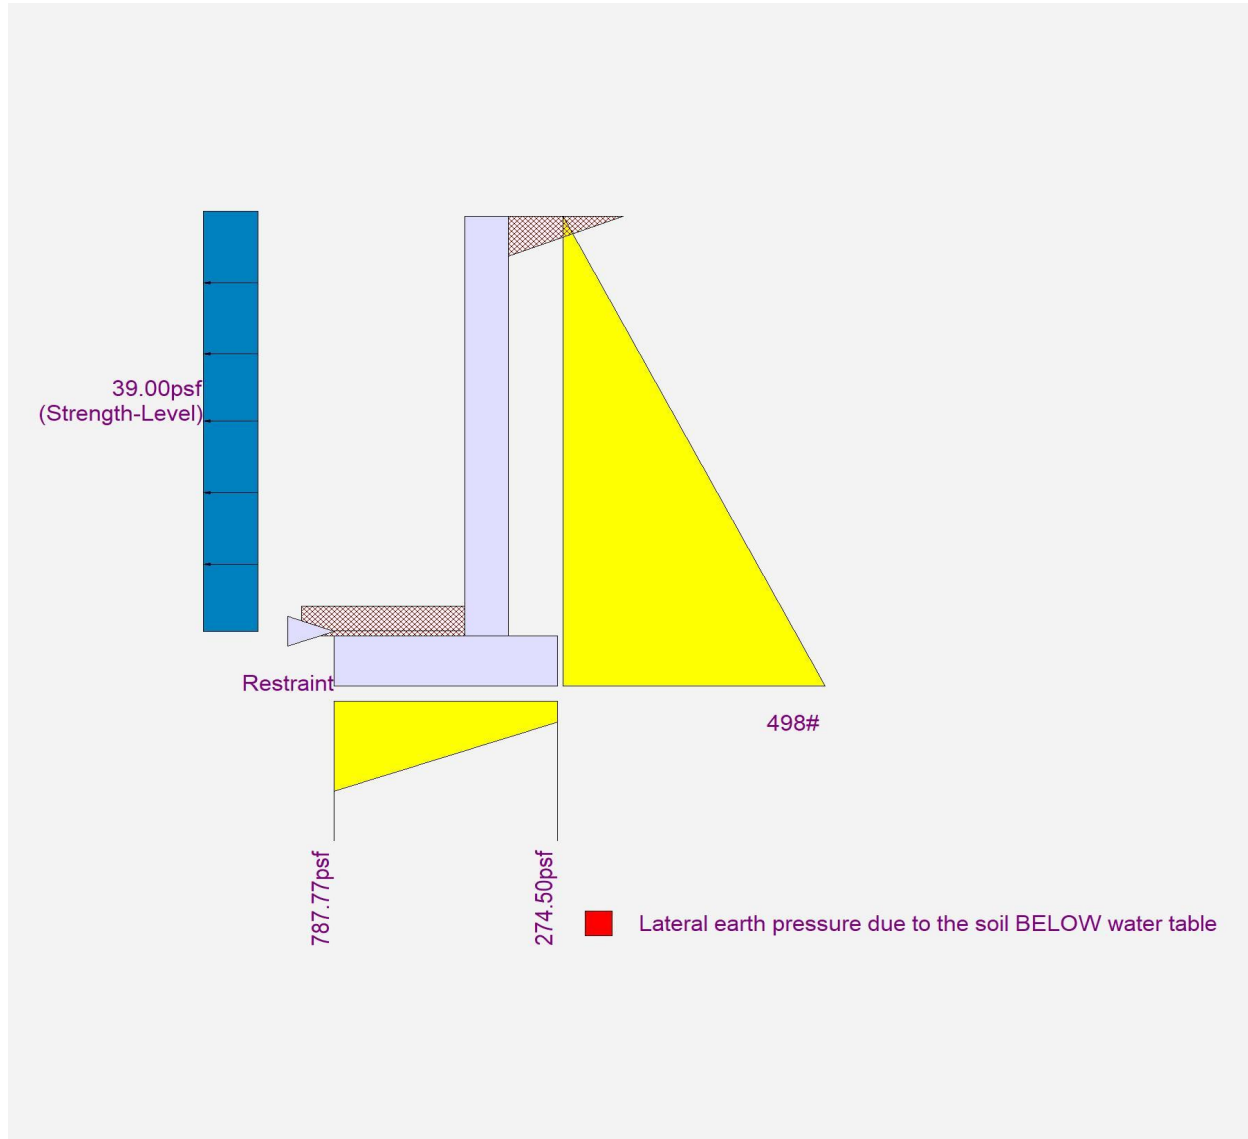 39.00psf
(Strength-Level)
Restraint
498#
787.77psf
274.50psf
Lateral earth pressure due to the soil BELOW water table